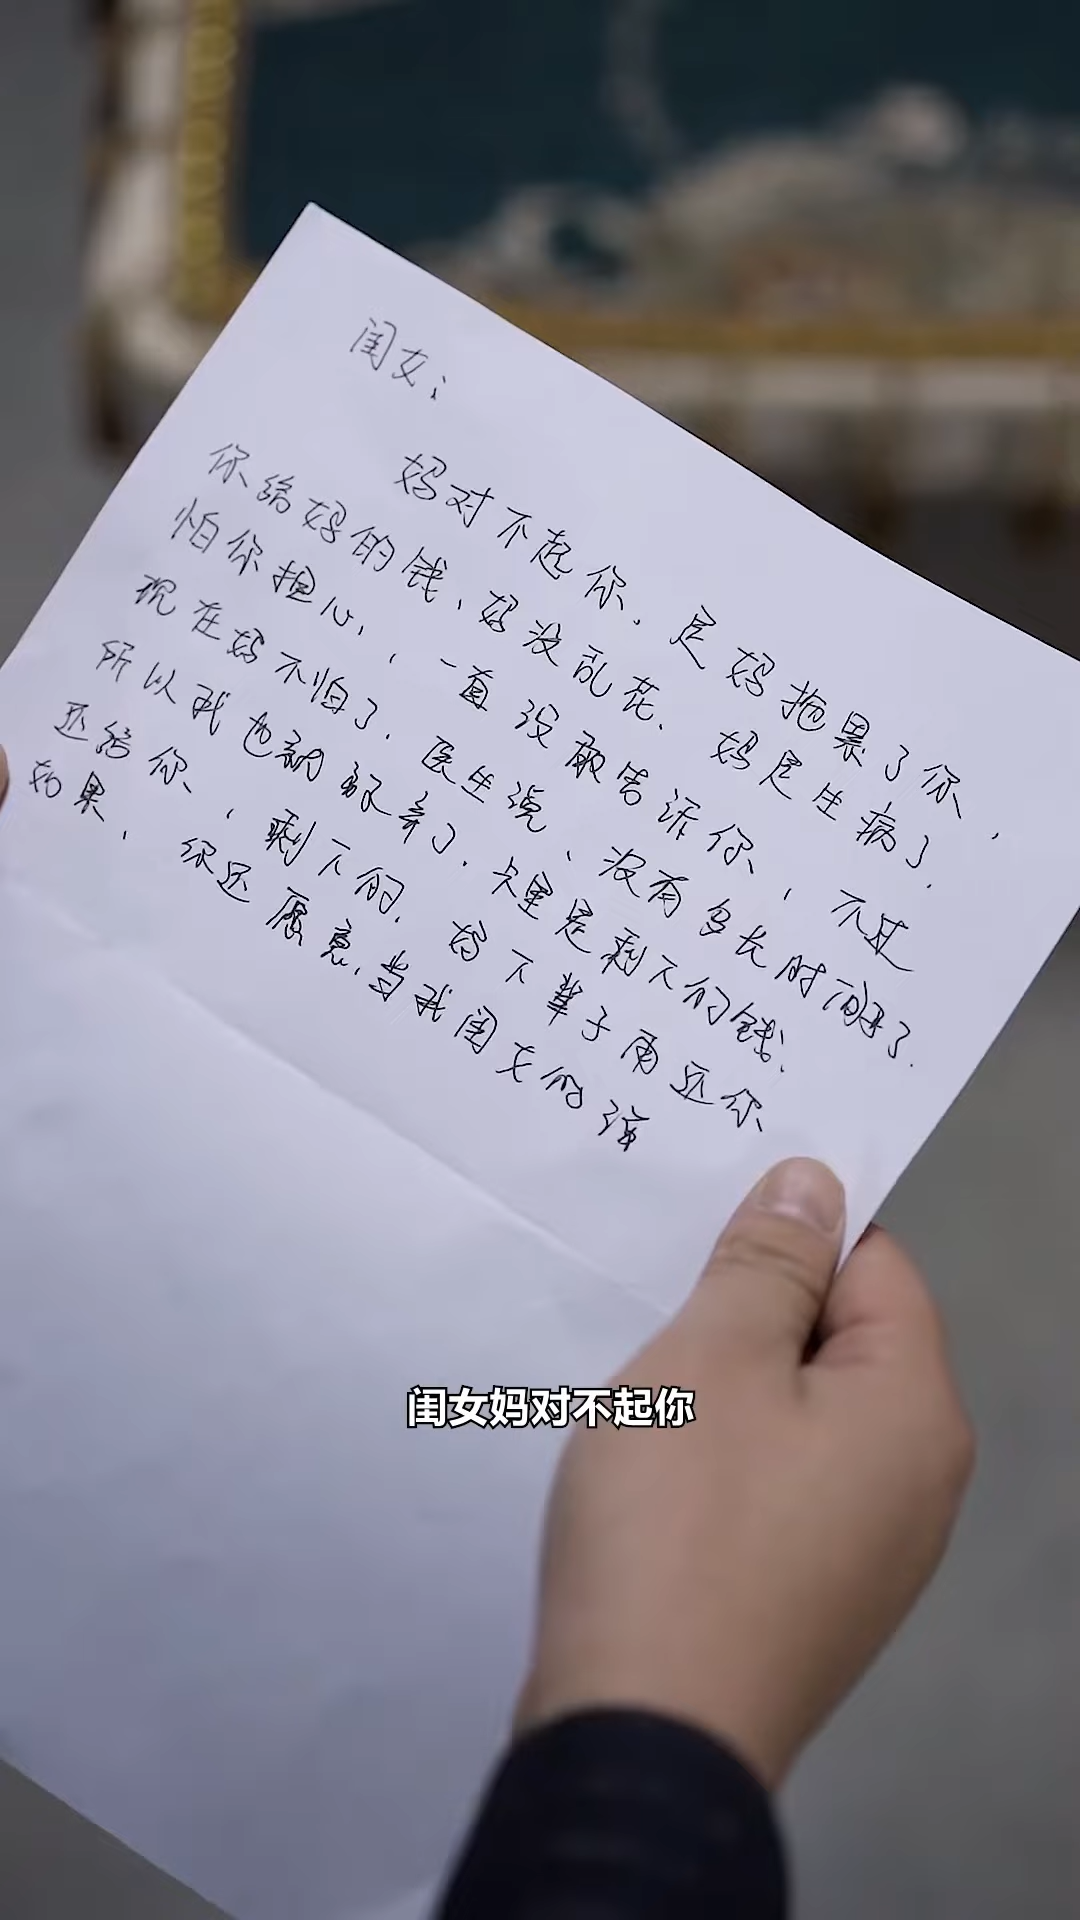 闺女：
妈对不起你，是妈拖累了你，
你给妈的钱、妈没乱花、妈是生病了．
怕你担心，一直没敢告诉你，不过
现在妈不怕了．医生说、没有多长时间了．
所以我也就放弃了．卡里是剩下的钱．
还给你，剩下的．妈下辈子再还你
如果、你还愿意、当我闺女的话
闺女妈对不起你